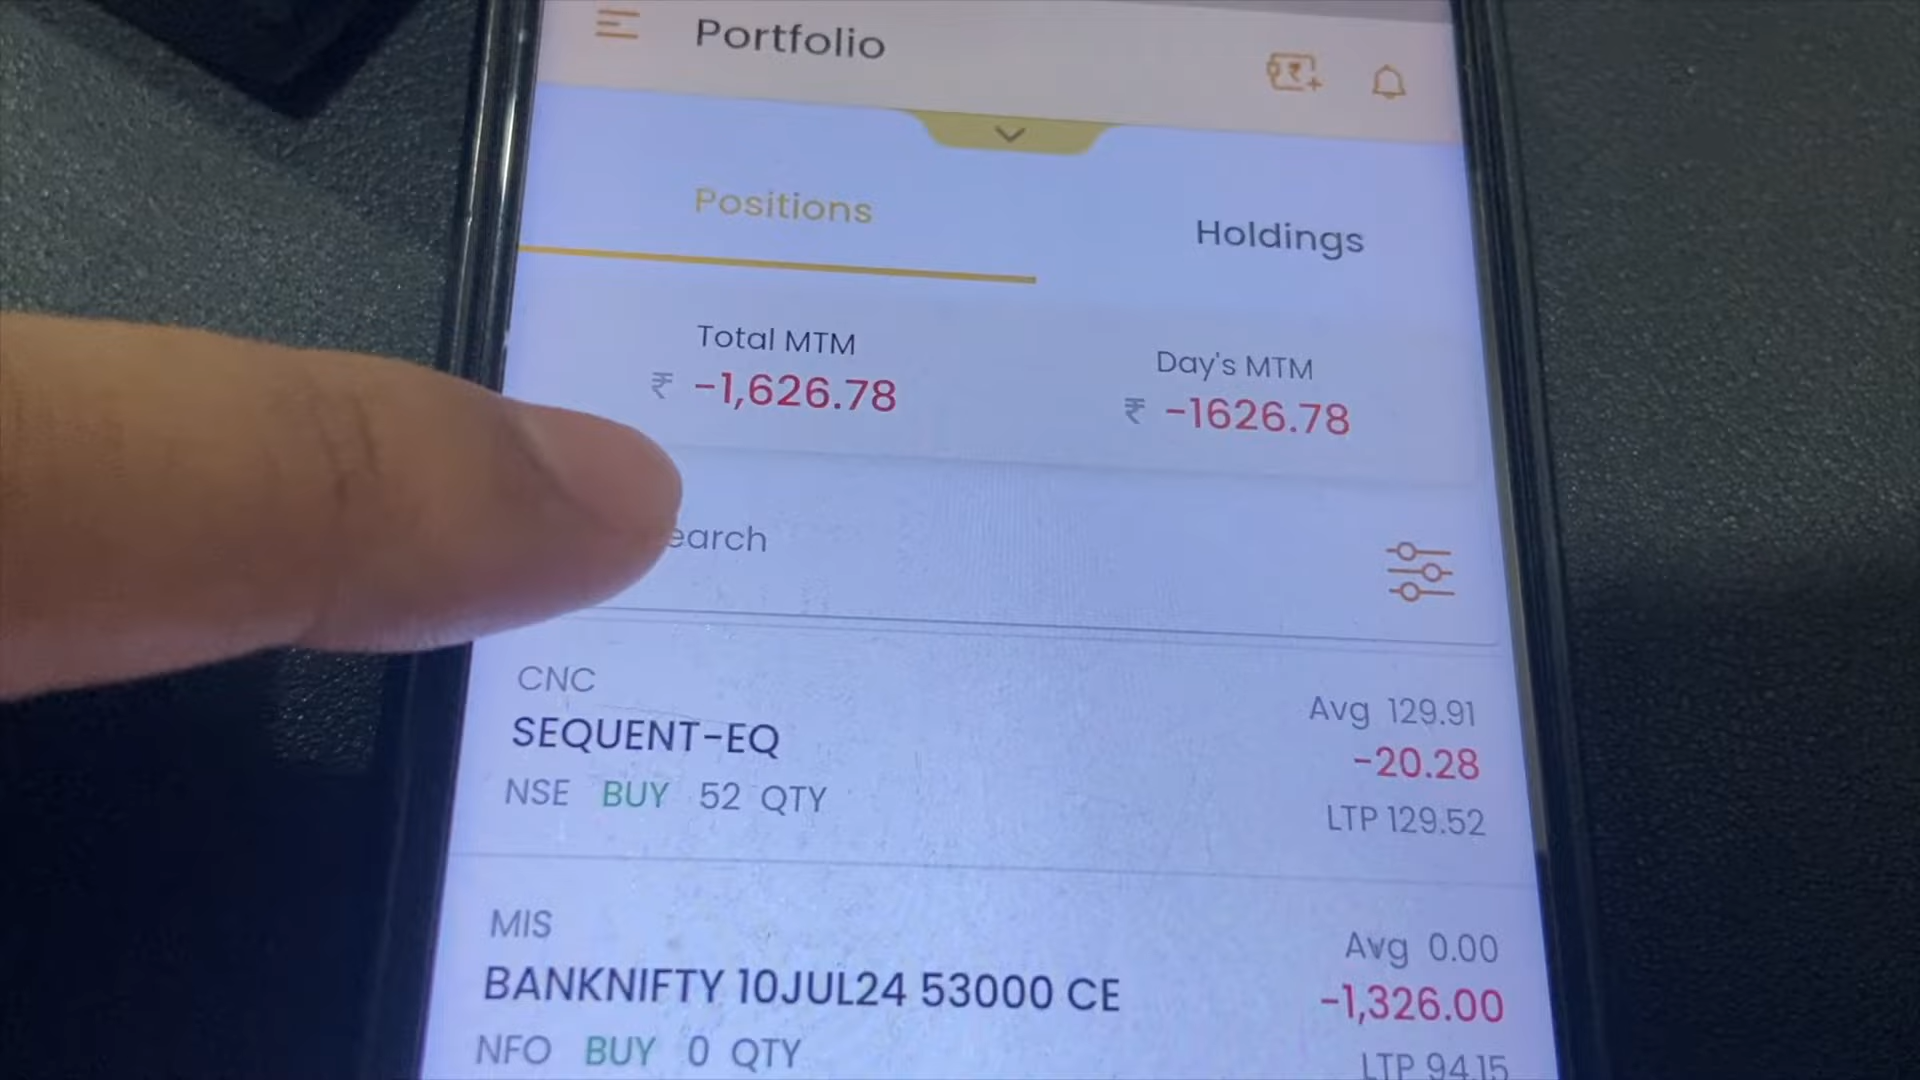 Portfolio
Positions
Holdings
Total MTM
₹ -1,626.78
Day's MTM
₹ -1626.78
earch
CNC
SEQUENT-EQ
NSE BUY 52 QTY
Avg 129.91
-20.28
LTP 129.52
MIS
BANKNIFTY 10JUL24 53000 CE
NFO BUY 0 QTY
Avg 0.00
-1,326.00
LTP 94.15